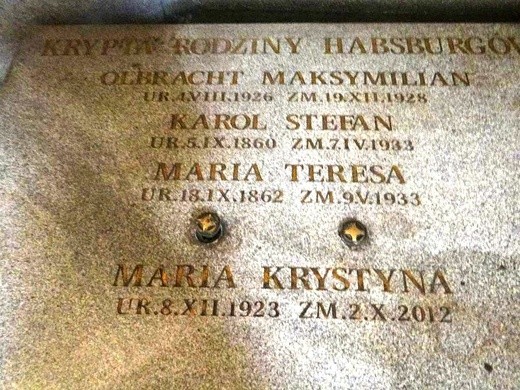 KRYPTA RODZINY HABSBURGÓW
OLBRACHT MAKSYMILIAN
UR.4.VIII.1926 ZM.19.XII.1928
KAROL STEFAN
UR.5.IX.1860 ZM.7.IV.1933
MARIA TERESA
UR.18.IX.1862 ZM.9.V.1933
MARIA KRYSTYNA
UR.8.XII.1923 ZM.2.X.2012